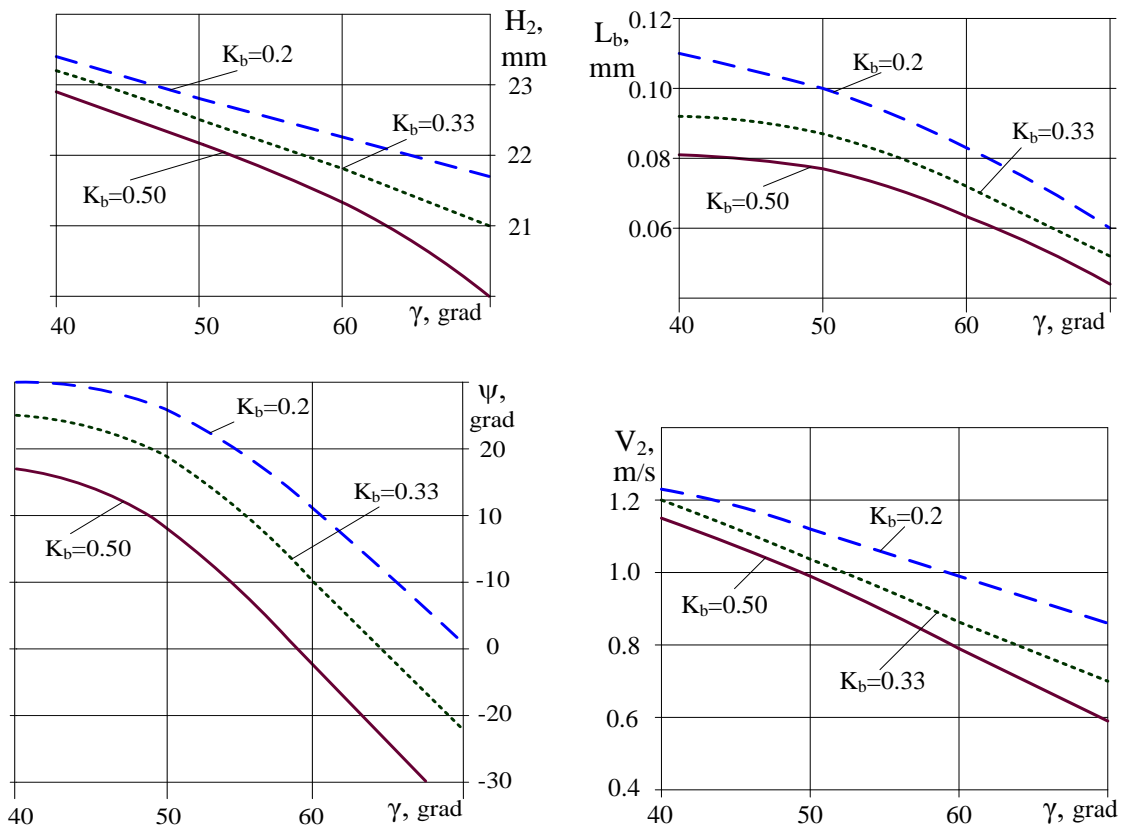 H₂,
mm
K_b=0.2
23
K_b=0.33
22
K_b=0.50
21
40
50
60
γ, grad
0.12
L_b,
mm
K_b=0.2
0.10
K_b=0.33
0.08
K_b=0.50
0.06
40
50
60
γ, grad
ψ,
grad
K_b=0.2
20
K_b=0.33
10
K_b=0.50
-10
0
-20
-30
40
50
60
γ, grad
V₂,
m/s
1.2
K_b=0.2
1.0
K_b=0.50
0.8
K_b=0.33
0.6
0.4
40
50
60
γ, grad